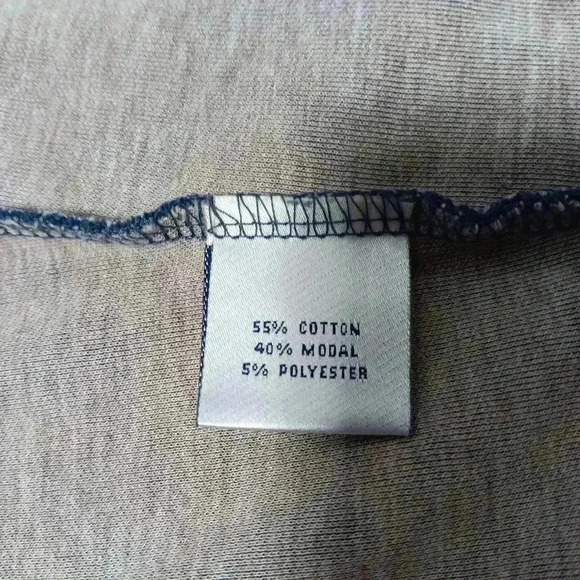 55% COTTON
40% MODAL
5% POLYESTER